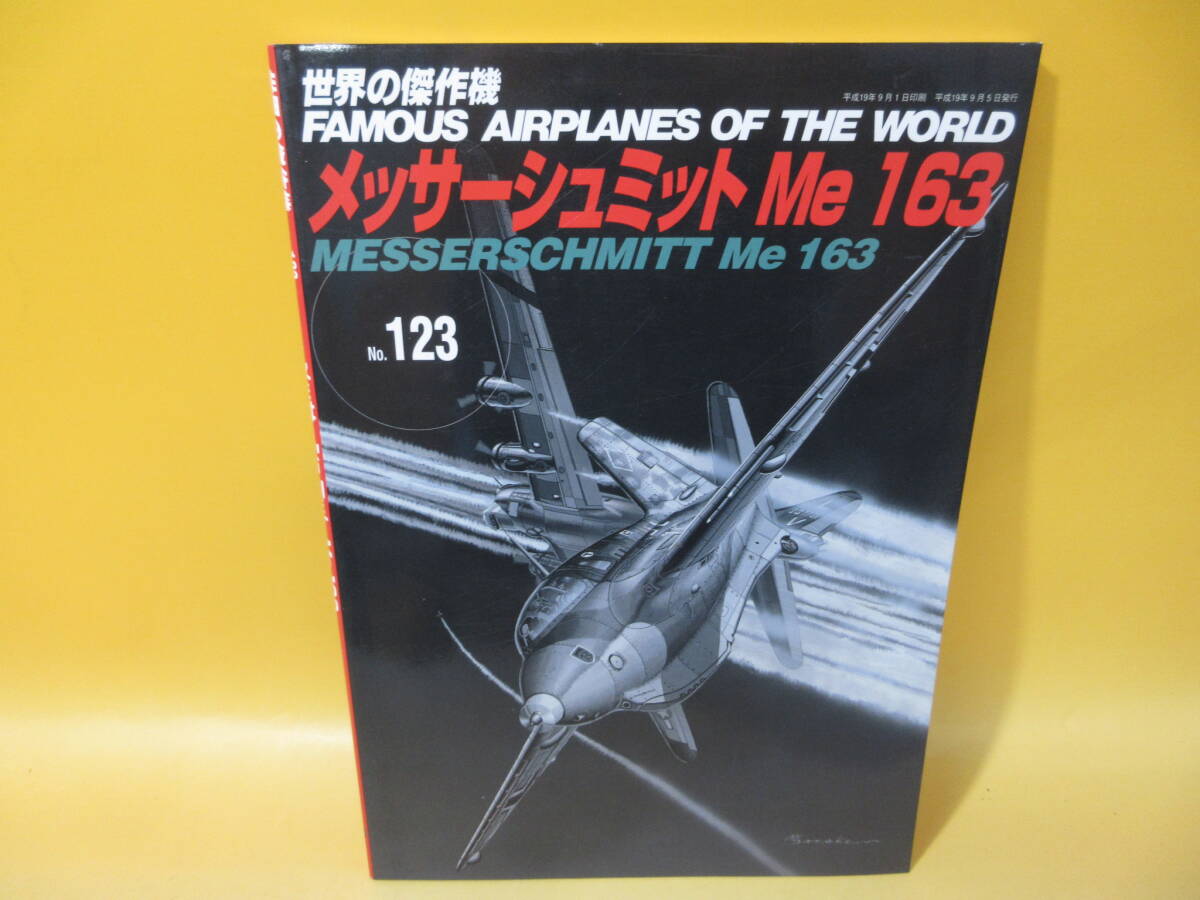 世界の傑作機
平成19年9月1日印刷 平成19年9月5日発行
FAMOUS AIRPLANES OF THE WORLD
メッサーシュミット Me 163
MESSERSCHMITT Me 163
No. 123